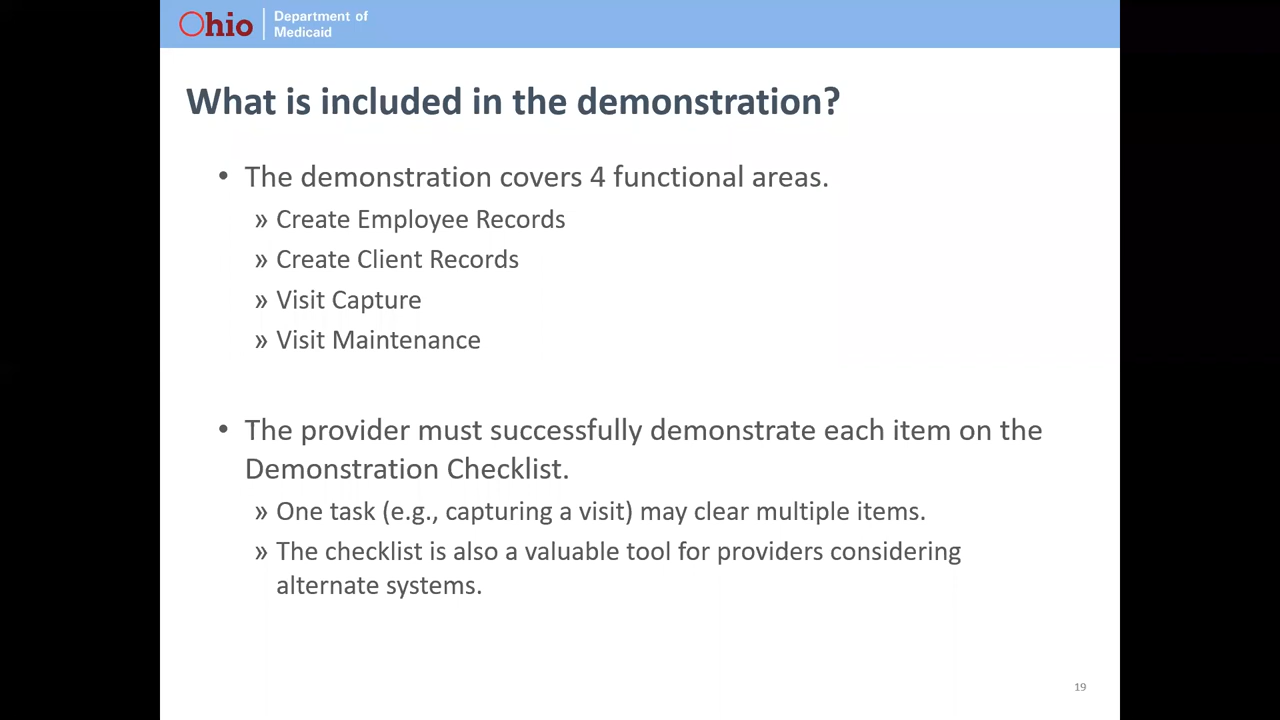 Ohio
Department of
Medicaid
What is included in the demonstration?
• The demonstration covers 4 functional areas.
» Create Employee Records
» Create Client Records
» Visit Capture
» Visit Maintenance
• The provider must successfully demonstrate each item on the
Demonstration Checklist.
» One task (e.g., capturing a visit) may clear multiple items.
» The checklist is also a valuable tool for providers considering
alternate systems.
19